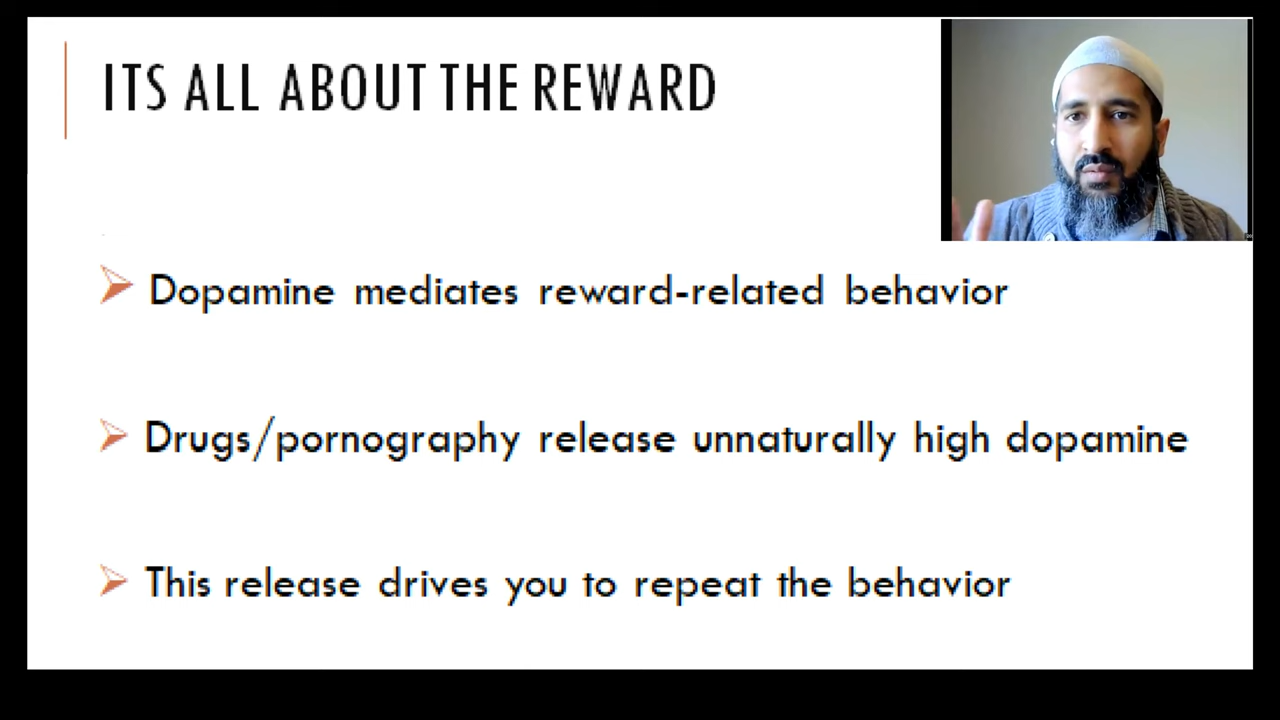 ITS ALL ABOUT THE REWARD
Dopamine mediates reward-related behavior
Drugs/pornography release unnaturally high dopamine
This release drives you to repeat the behavior